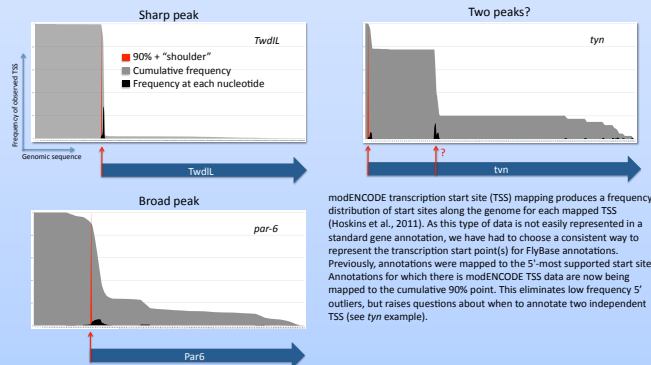 Sharp peak
TwdlL
90% + “shoulder”
Cumulative frequency
Frequency at each nucleotide
Frequency of observed TSS
Genomic sequence
TwdlL
Two peaks?
tyn
?
tyn
Broad peak
par-6
Par6
modENCODE transcription start site (TSS) mapping produces a frequency
distribution of start sites along the genome for each mapped TSS
(Hoskins et al., 2011). As this type of data is not easily represented in a
standard gene annotation, we have had to choose a consistent way to
represent the transcription start point(s) for FlyBase annotations.
Previously, annotations were mapped to the 5'-most supported start site
Annotations for which there is modENCODE TSS data are now being
mapped to the cumulative 90% point. This eliminates low frequency 5’
outliers, but raises questions about when to annotate two independent
TSS (see tyn example).